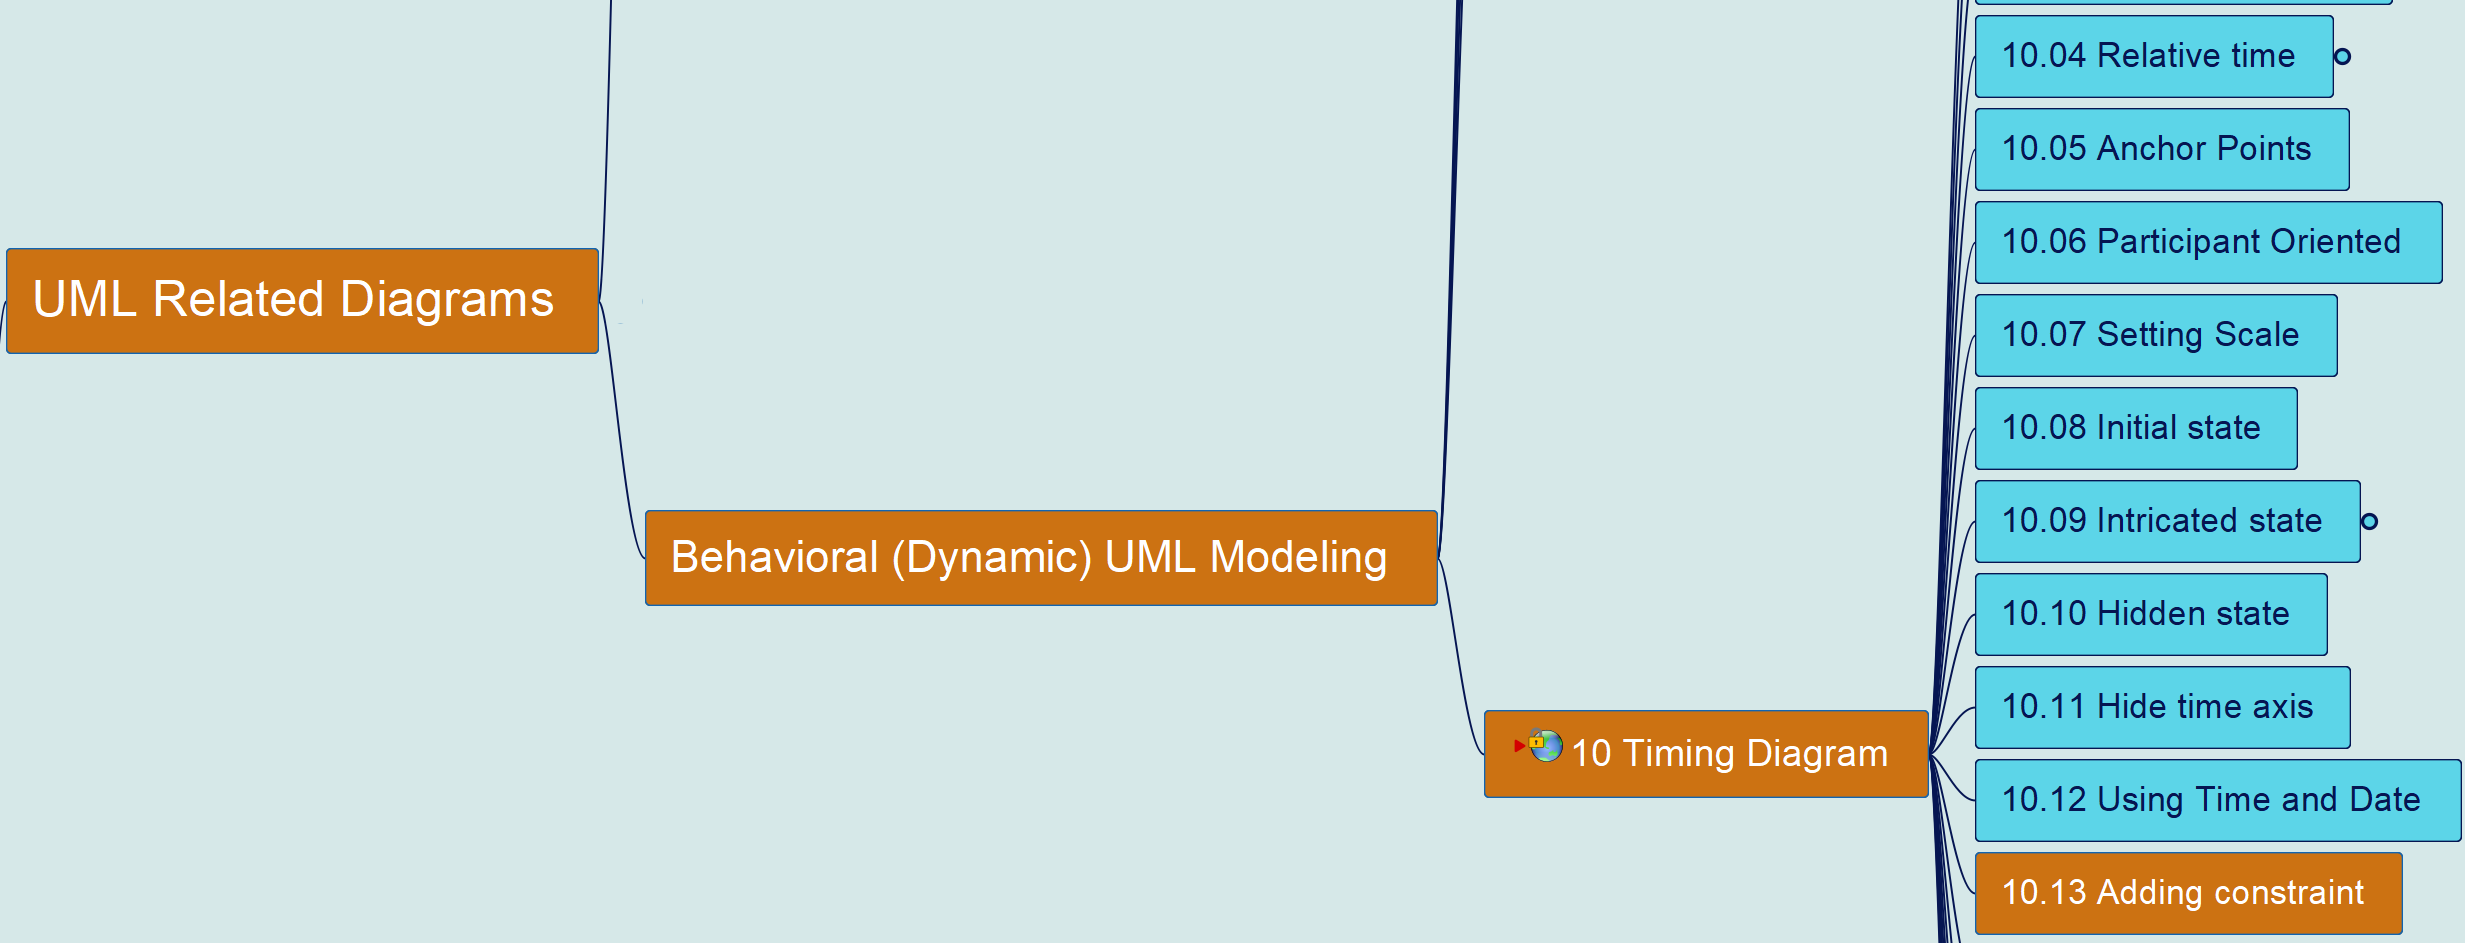 UML Related Diagrams
Behavioral (Dynamic) UML Modeling
10 Timing Diagram
10.04 Relative time
10.05 Anchor Points
10.06 Participant Oriented
10.07 Setting Scale
10.08 Initial state
10.09 Intricated state
10.10 Hidden state
10.11 Hide time axis
10.12 Using Time and Date
10.13 Adding constraint